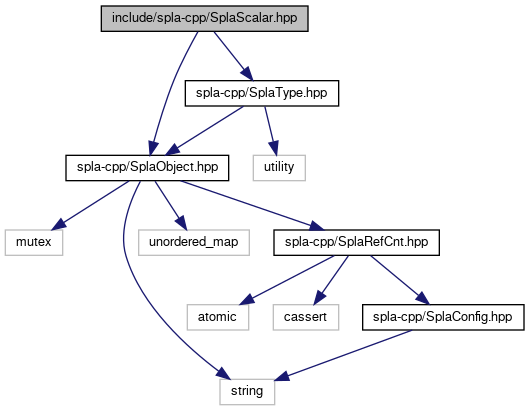 include/spla-cpp/SplaScalar.hpp
spla-cpp/SplaType.hpp
spla-cpp/SplaObject.hpp
utility
mutex
unordered_map
spla-cpp/SplaRefCnt.hpp
atomic
cassert
spla-cpp/SplaConfig.hpp
string